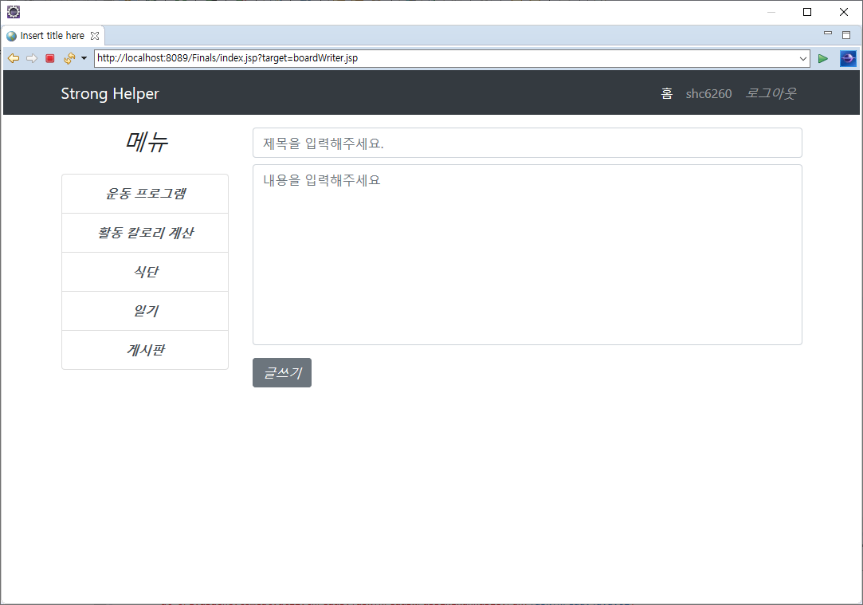 Insert title here
http://localhost:8089/Finals/index.jsp?target=boardWriter.jsp
Strong Helper
홈 shc6260 로그아웃
메뉴
제목을 입력해주세요.
내용을 입력해주세요
운동 프로그램
활동 칼로리 계산
식단
일기
게시판
글쓰기